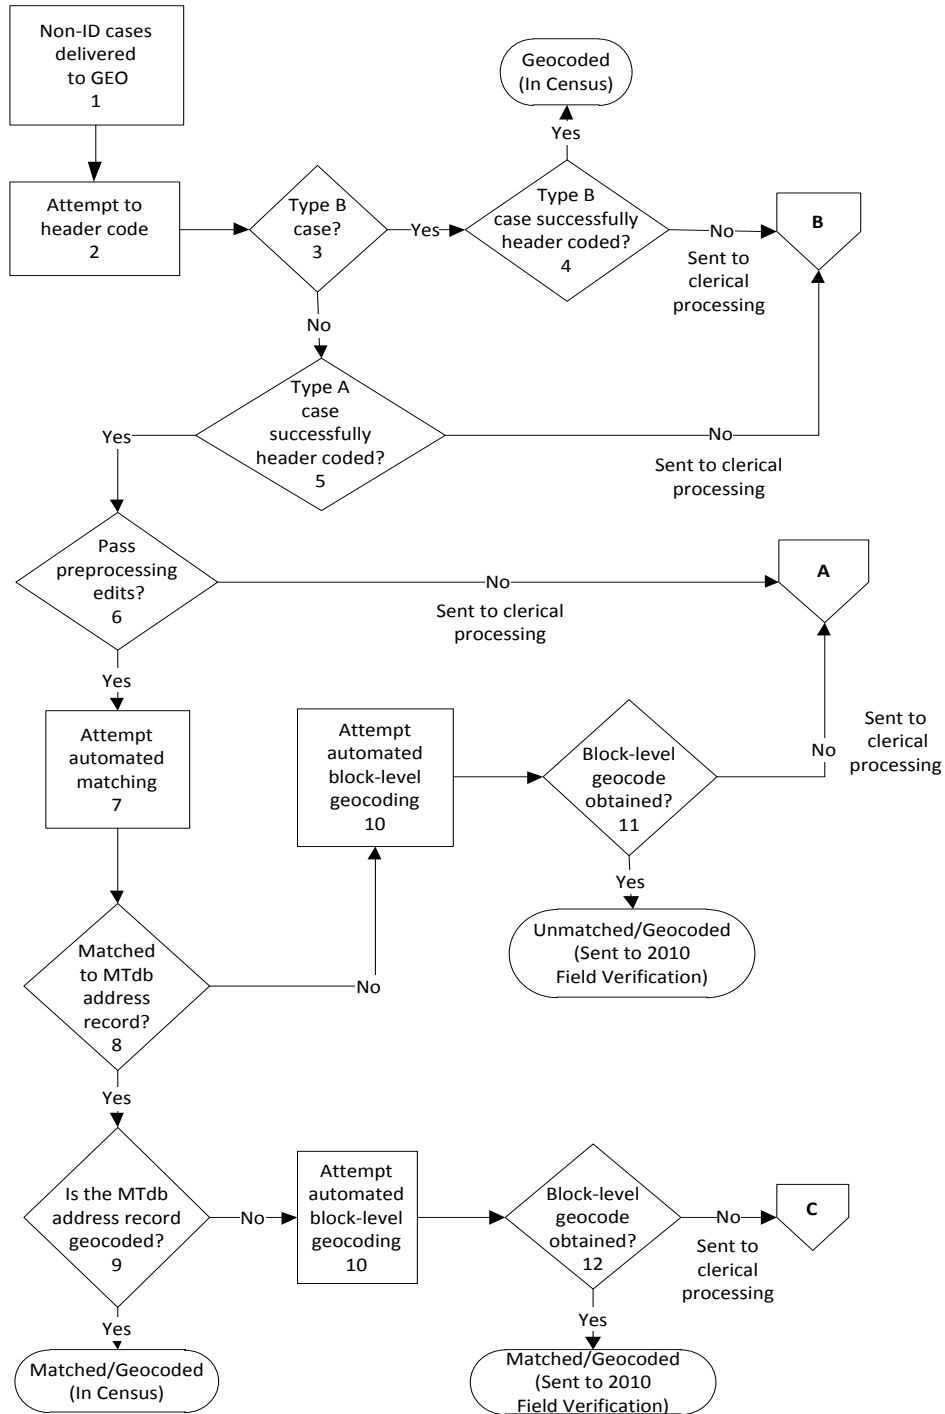 Non-ID cases
delivered
to GEO
1
Geocoded
(In Census)
Yes
Attempt to
header code
2
Type B
case?
3
Yes
Type B
case successfully
header coded?
4
No
Sent to
clerical
processing
B
No
Type A
case
successfully
header coded?
5
Yes
No
Sent to clerical
processing
Pass
preprocessing
edits?
6
No
Sent to clerical
processing
A
Yes
Attempt
automated
matching
7
Attempt
automated
block-level
geocoding
10
Block-level
geocode
obtained?
11
No
Sent to
clerical
processing
Yes
Unmatched/Geocoded
(Sent to 2010
Field Verification)
Matched
to MTdb
address
record?
8
No
Yes
Is the MTdb
address record
geocoded?
9
No
Attempt
automated
block-level
geocoding
10
Block-level
geocode
obtained?
12
No
Sent to
clerical
processing
C
Yes
Matched/Geocoded
(In Census)
Yes
Matched/Geocoded
(Sent to 2010
Field Verification)